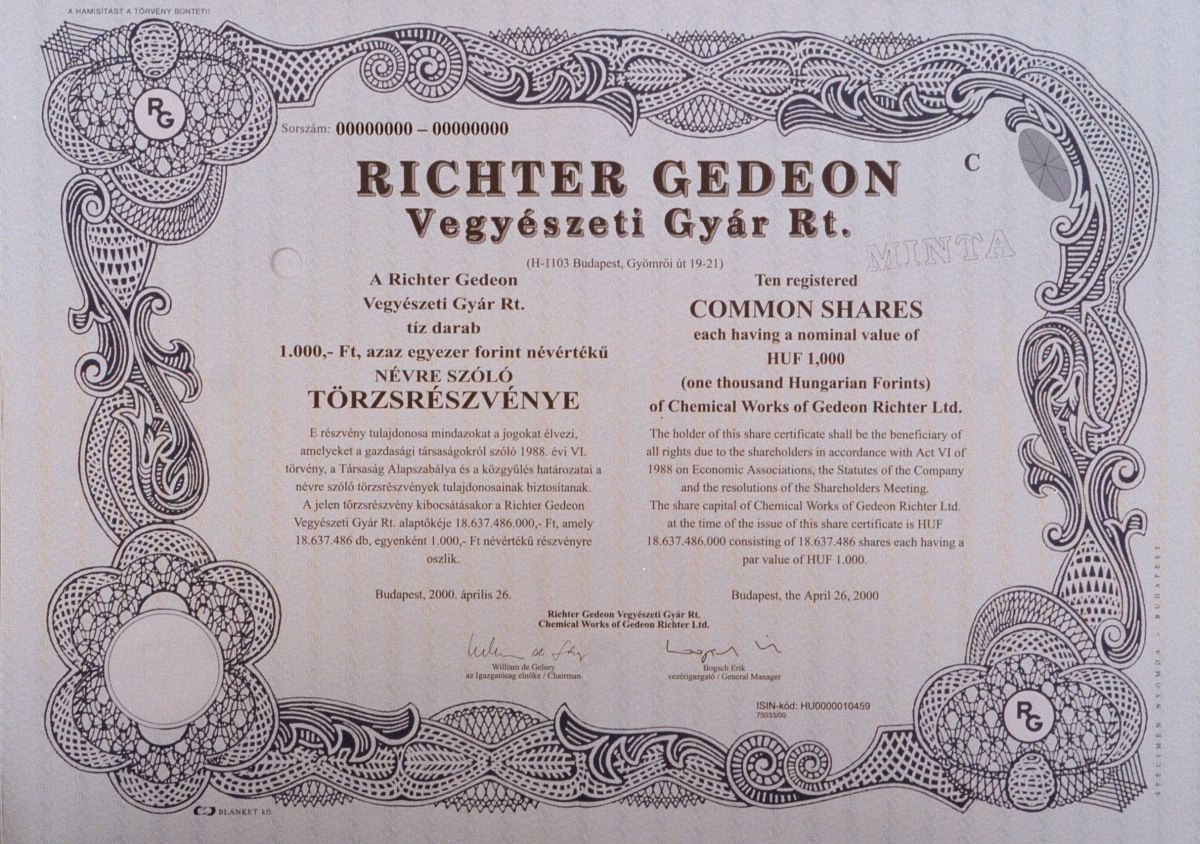 A HAMISÍTÁST A TÖRVÉNY BÜNTETI!
RG
Sorszám: 00000000 – 00000000
C
RICHTER GEDEON
Vegyészeti Gyár Rt.
MINTA
(H-1103 Budapest, Gyömrői út 19-21)
A Richter Gedeon
Vegyészeti Gyár Rt.
tíz darab
1.000,- Ft, azaz egyezer forint névértékű
NÉVRE SZÓLÓ
TÖRZSRÉSZVÉNYE
E részvény tulajdonosa mindazokat a jogokat élvezi,
amelyeket a gazdasági társaságokról szóló 1988. évi VI.
törvény, a Társaság Alapszabálya és a közgyűlés határozatai a
névre szóló törzsrészvények tulajdonosainak biztosítanak.
A jelen törzsrészvény kibocsátásakor a Richter Gedeon
Vegyészeti Gyár Rt. alaptőkéje 18.637.486.000,- Ft, amely
18.637.486 db, egyenként 1.000,- Ft névértékű részvényre
oszlik.
Budapest, 2000. április 26.
Ten registered
COMMON SHARES
each having a nominal value of
HUF 1,000
(one thousand Hungarian Forints)
of Chemical Works of Gedeon Richter Ltd.
The holder of this share certificate shall be the beneficiary of
all rights due to the shareholders in accordance with Act VI of
1988 on Economic Associations, the Statutes of the Company
and the resolutions of the Shareholders Meeting.
The share capital of Chemical Works of Gedeon Richter Ltd.
at the time of the issue of this share certificate is HUF
18.637.486.000 consisting of 18.637.486 shares each having a
par value of HUF 1.000.
Budapest, the April 26, 2000
Richter Gedeon Vegyészeti Gyár Rt.
Chemical Works of Gedeon Richter Ltd.
William de Gelsey
az Igazgatóság elnöke / Chairman
Bogsch Erik
vezérigazgató / General Manager
ISIN-kód: HU0000010459
75033/00
RG
BLANKET kft.
SPECIMEN NYOMDA - BUDAPEST